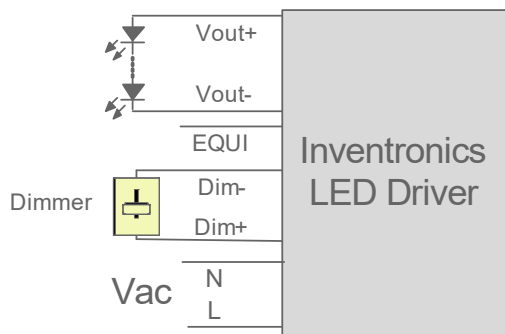 Vout+
Vout-
EQUI
Inventronics
LED Driver
Dim-
Dimmer
Dim+
N
Vac
L